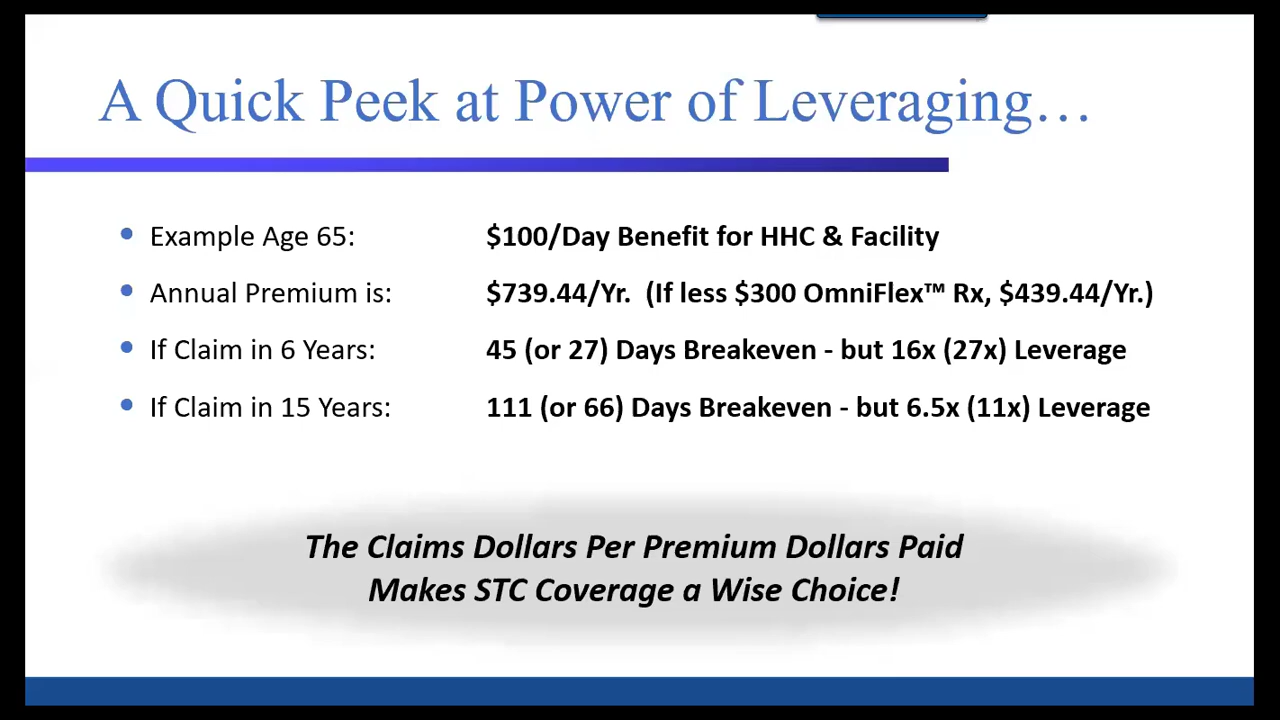 A Quick Peek at Power of Leveraging…
Example Age 65: $100/Day Benefit for HHC & Facility
Annual Premium is: $739.44/Yr. (If less $300 OmniFlex™ Rx, $439.44/Yr.)
If Claim in 6 Years: 45 (or 27) Days Breakeven - but 16x (27x) Leverage
If Claim in 15 Years: 111 (or 66) Days Breakeven - but 6.5x (11x) Leverage
The Claims Dollars Per Premium Dollars Paid
Makes STC Coverage a Wise Choice!